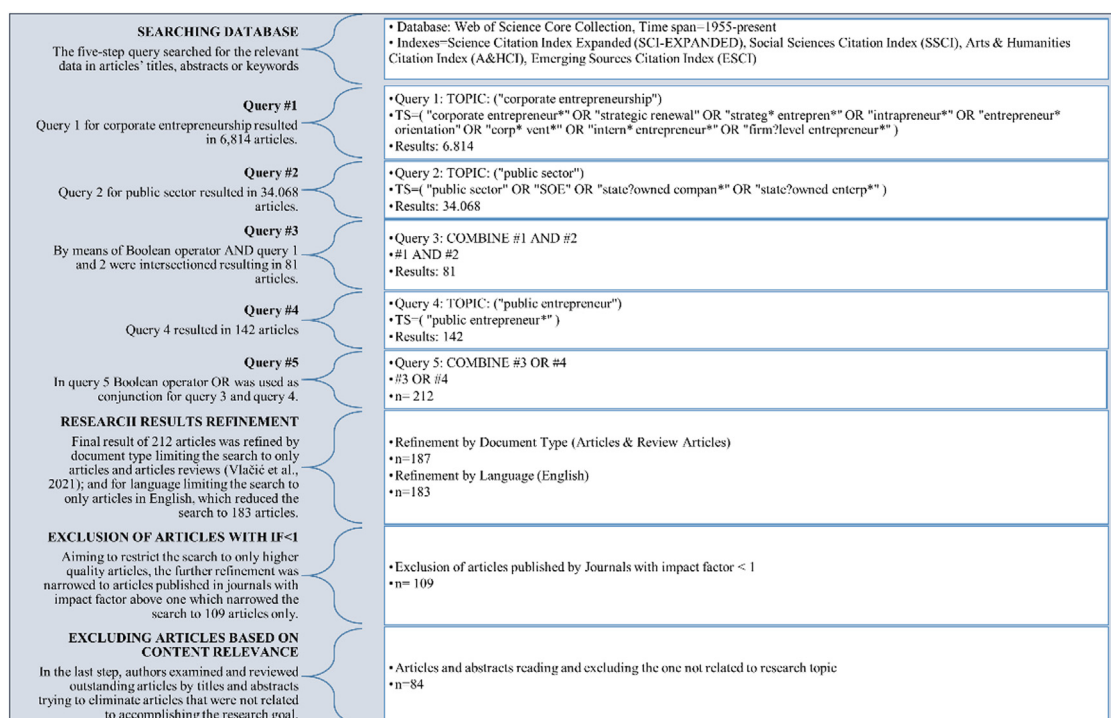 SEARCHING DATABASE
The five-step query searched for the relevant
data in articles' titles, abstracts or keywords
• Database: Web of Science Core Collection, Time span=1955-present
• Indexes=Science Citation Index Expanded (SCI-EXPANDED), Social Sciences Citation Index (SSCI), Arts & Humanities
Citation Index (A&HCI), Emerging Sources Citation Index (ESCI)
Query #1
Query 1 for corporate entrepreneurship resulted
in 6,814 articles.
•Query 1: TOPIC: ("corporate entrepreneurship")
•TS=( "corporate entrepreneur*" OR "strategic renewal" OR "strateg* entrepren*" OR "intrapreneur*" OR "entrepreneur*
orientation" OR "corp* vent*" OR "intern* entrepreneur*" OR "firm?level entrepreneur*" )
•Results: 6.814
Query #2
Query 2 for public sector resulted in 34.068
articles.
•Query 2: TOPIC: ("public sector")
•TS=( "public sector" OR "SOE" OR "state?owned compan*" OR "state?owned enterp*" )
•Results: 34.068
Query #3
By means of Boolean operator AND query 1
and 2 were intersectioned resulting in 81
articles.
•Query 3: COMBINE #1 AND #2
•#1 AND #2
•Results: 81
Query #4
Query 4 resulted in 142 articles
•Query 4: TOPIC: ("public entrepreneur")
•TS=( "public entrepreneur*" )
•Results: 142
Query #5
In query 5 Boolean operator OR was used as
conjunction for query 3 and query 4.
•Query 5: COMBINE #3 OR #4
•#3 OR #4
•n= 212
RESEARCH RESULTS REFINEMENT
Final result of 212 articles was refined by
document type limiting the search to only
articles and articles reviews (Vlačić et al.,
2021); and for language limiting the search to
only articles in English, which reduced the
search to 183 articles.
•Refinement by Document Type (Articles & Review Articles)
•n=187
•Refinement by Language (English)
•n=183
EXCLUSION OF ARTICLES WITH IF<1
Aiming to restrict the search to only higher
quality articles, the further refinement was
narrowed to articles published in journals with
impact factor above one which narrowed the
search to 109 articles only.
•Exclusion of articles published by Journals with impact factor < 1
•n= 109
EXCLUDING ARTICLES BASED ON
CONTENT RELEVANCE
In the last step, authors examined and reviewed
outstanding articles by titles and abstracts
trying to eliminate articles that were not related
to accomplishing the research goal.
•Articles and abstracts reading and excluding the one not related to research topic
•n=84